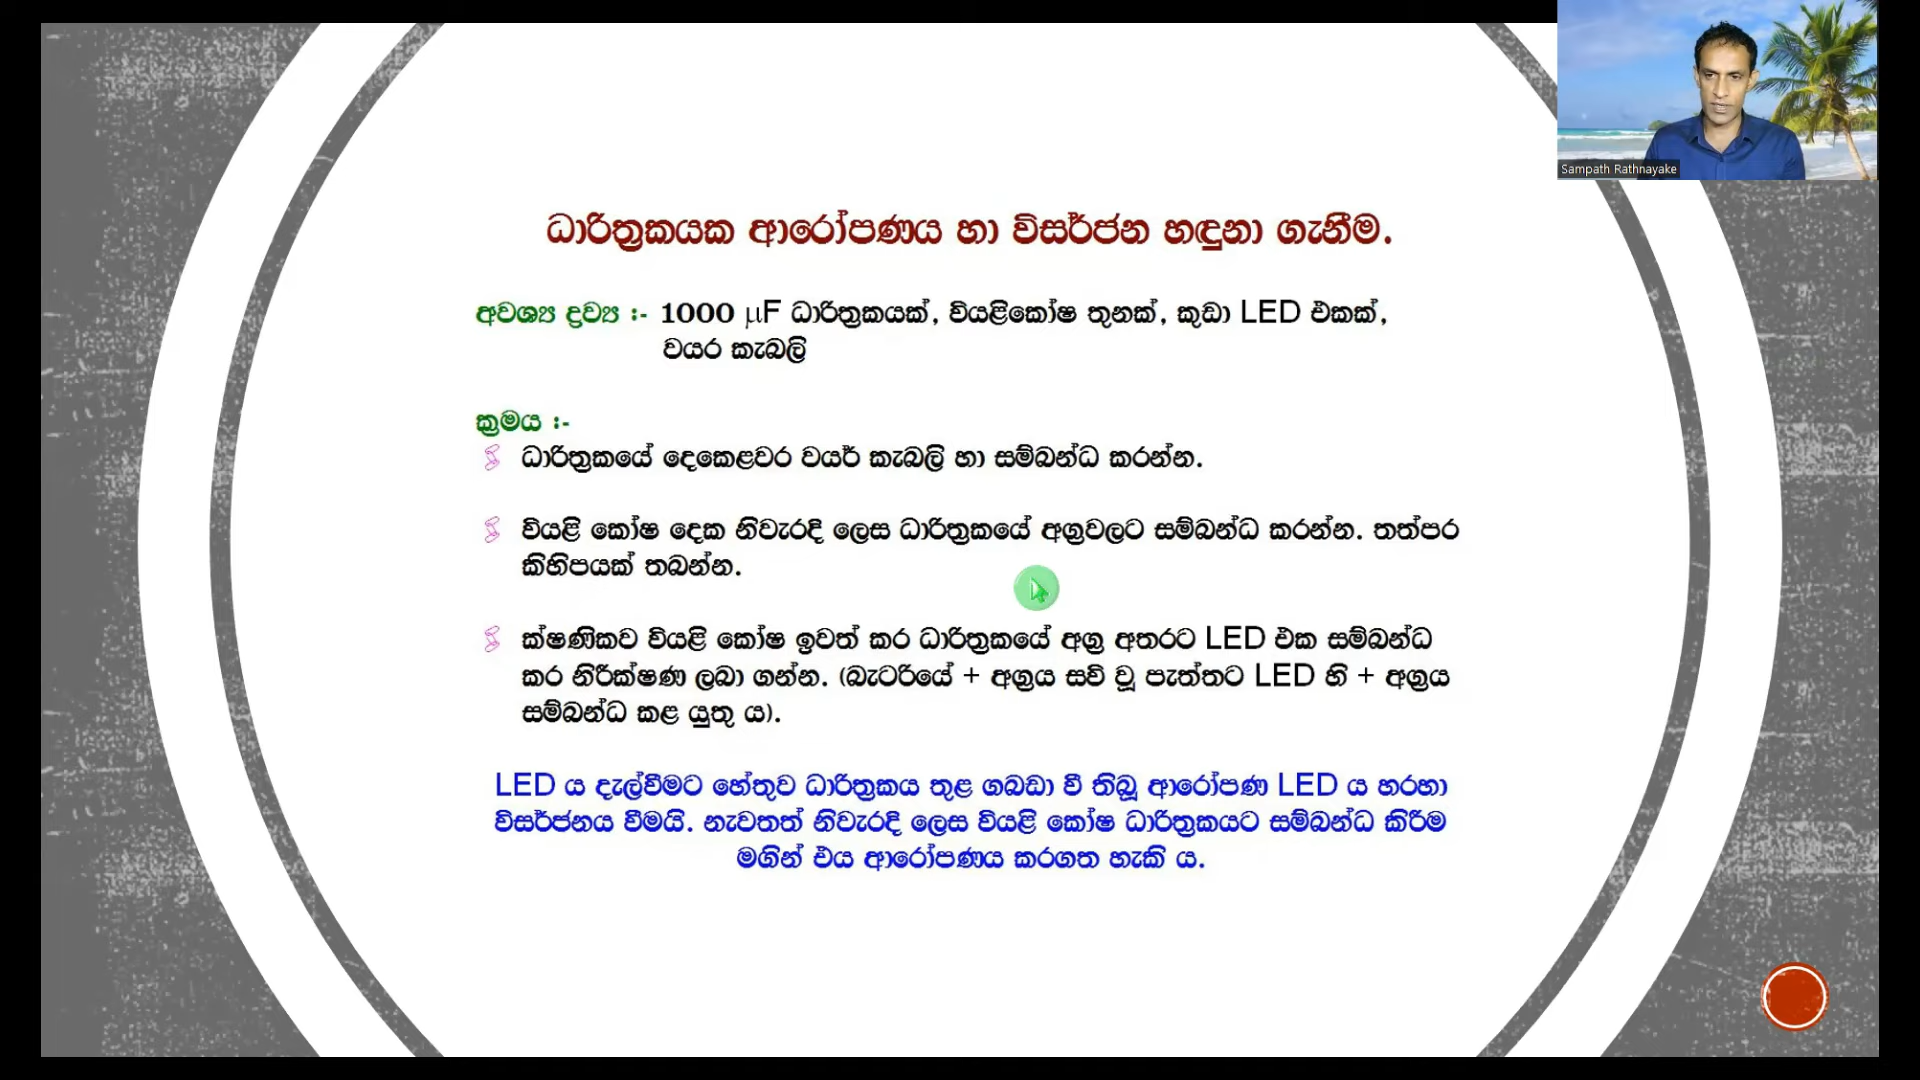 Sampath Rathnayake
ධාරිත්‍රකයක ආරෝපණය හා විසර්ජන හඳුනා ගැනීම.
අවශ්‍ය ද්‍රව්‍ය :- 1000 µF ධාරිත්‍රකයක්, වියළිකෝෂ තුනක්, කුඩා LED එකක්,
වයර කැබලි
ක්‍රමය :-
ධාරිත්‍රකයේ දෙකෙළවර වයර් කැබලි හා සම්බන්ධ කරන්න.
වියළි කෝෂ දෙක නිවැරදි ලෙස ධාරිත්‍රකයේ අග්‍රවලට සම්බන්ධ කරන්න. තත්පර
කිහිපයක් තබන්න.
ක්ෂණිකව වියළි කෝෂ ඉවත් කර ධාරිත්‍රකයේ අග්‍ර අතරට LED එක සම්බන්ධ
කර නිරීක්ෂණ ලබා ගන්න. (බැටරියේ + අග්‍රය සවි වූ පැත්තට LED හි + අග්‍රය
සම්බන්ධ කළ යුතු ය).
LED ය දැල්වීමට හේතුව ධාරිත්‍රකය තුළ ගබඩා වී තිබූ ආරෝපණ LED ය හරහා
විසර්ජනය වීමයි. නැවතත් නිවැරදි ලෙස වියළි කෝෂ ධාරිත්‍රකයට සම්බන්ධ කිරීම
මගින් එය ආරෝපණය කරගත හැකි ය.